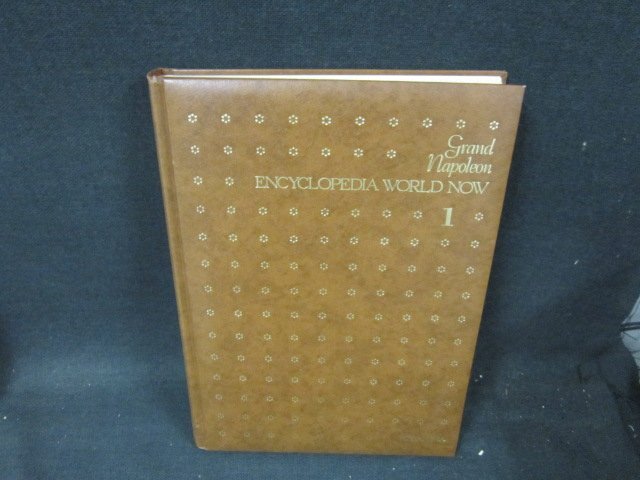 Grand
Napoleon
ENCYCLOPEDIA WORLD NOW
1